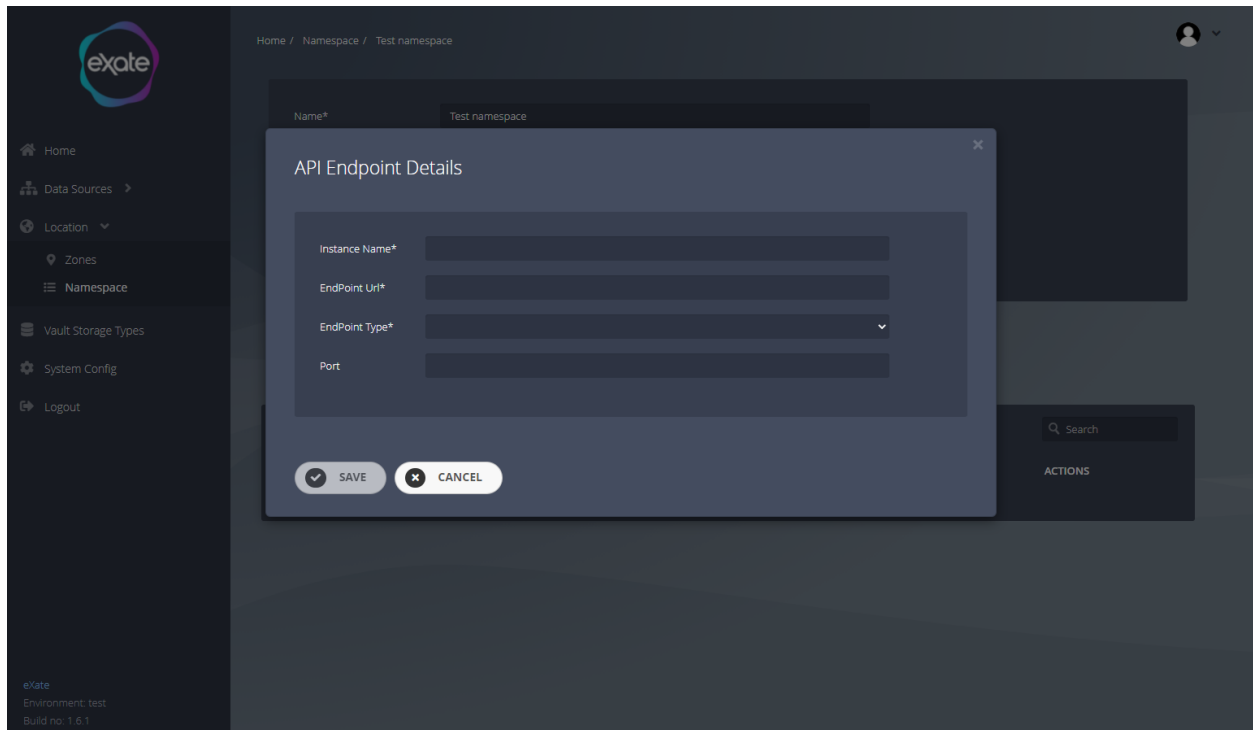 exate
Home / Namespace / Test namespace
Home
Data Sources
Location
Zones
Namespace
Vault Storage Types
System Config
Logout
eXate
Environment: test
Build no: 1.6.1
Name*
Test namespace
API Endpoint Details
Instance Name*
EndPoint Url*
EndPoint Type*
Port
SAVE
CANCEL
Search
ACTIONS